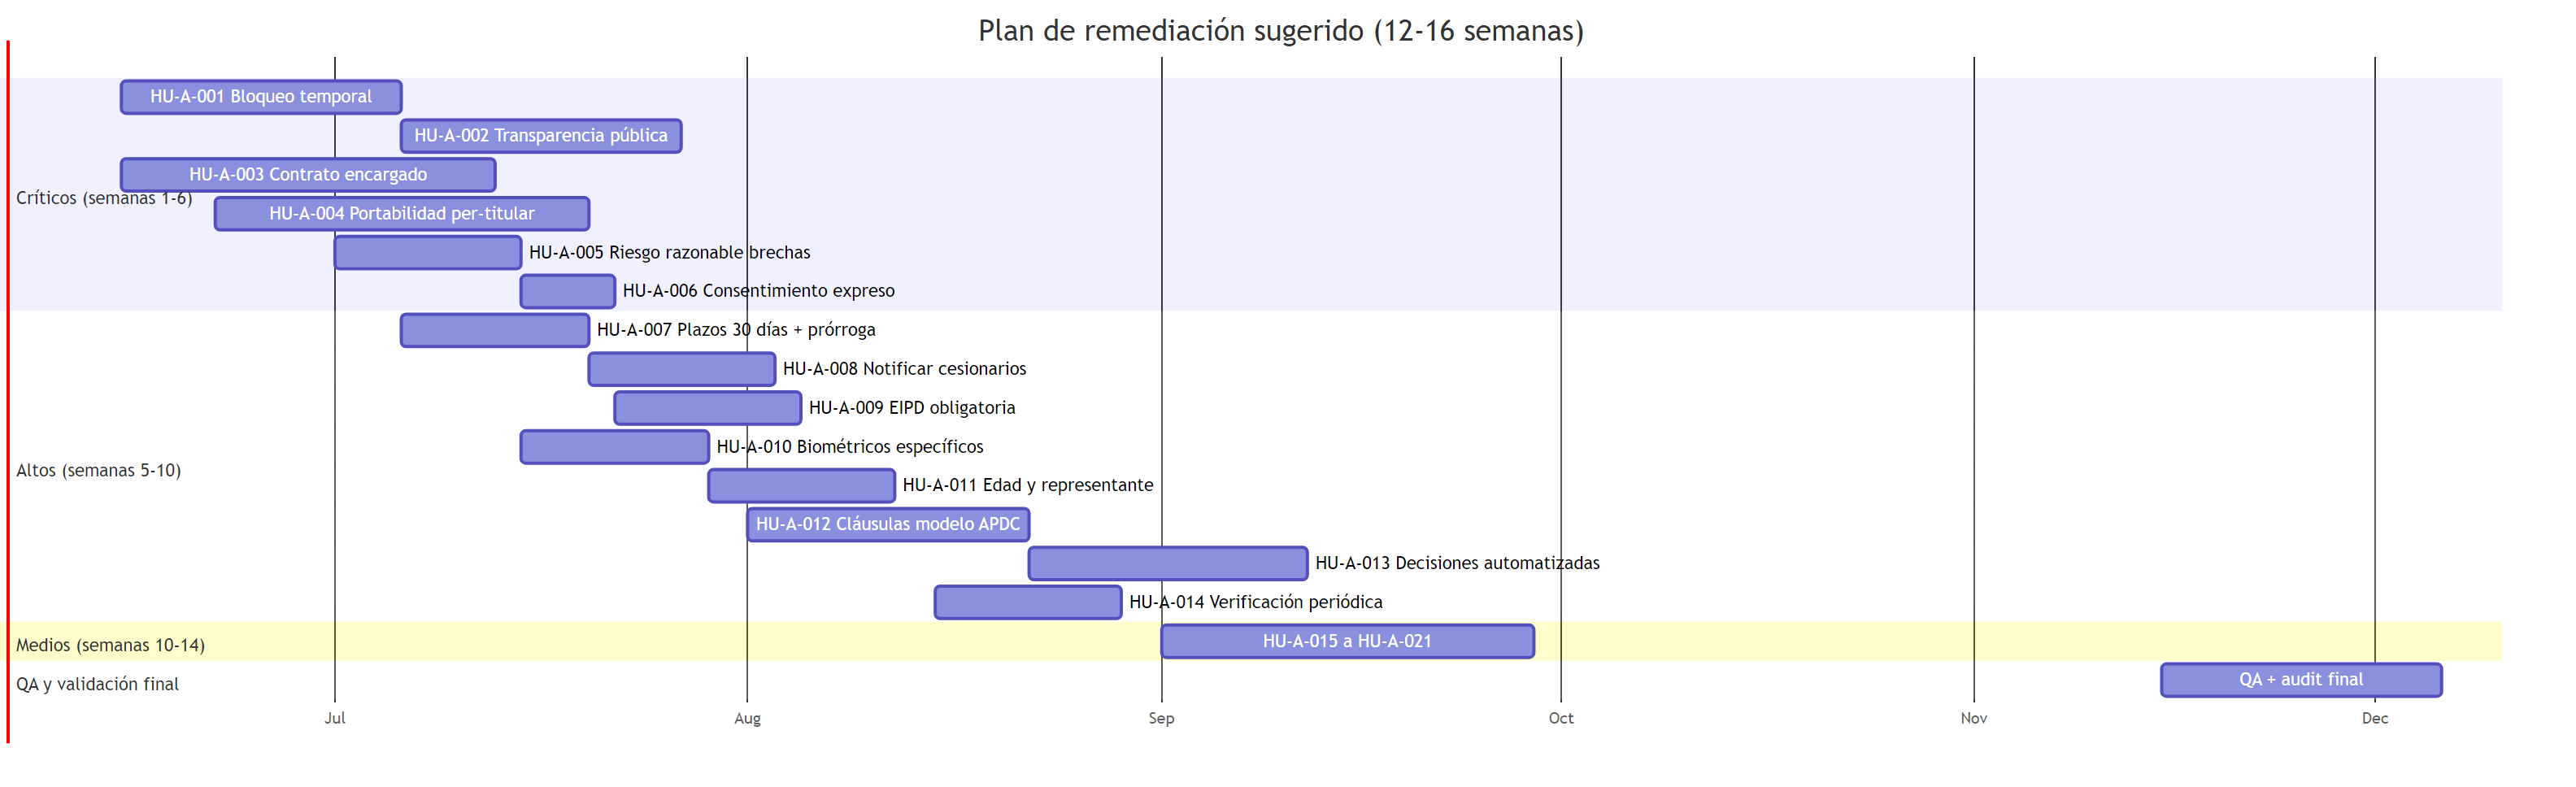 Plan de remediación sugerido (12-16 semanas)
HU-A-001 Bloqueo temporal
HU-A-002 Transparencia pública
HU-A-003 Contrato encargado
Críticos (semanas 1-6)
HU-A-004 Portabilidad per-titular
HU-A-005 Riesgo razonable brechas
HU-A-006 Consentimiento expreso
HU-A-007 Plazos 30 días + prórroga
HU-A-008 Notificar cesionarios
HU-A-009 EIPD obligatoria
HU-A-010 Biométricos específicos
Altos (semanas 5-10)
HU-A-011 Edad y representante
HU-A-012 Cláusulas modelo APDC
HU-A-013 Decisiones automatizadas
HU-A-014 Verificación periódica
Medios (semanas 10-14)
HU-A-015 a HU-A-021
QA y validación final
QA + audit final
Jul Aug Sep Oct Nov Dec